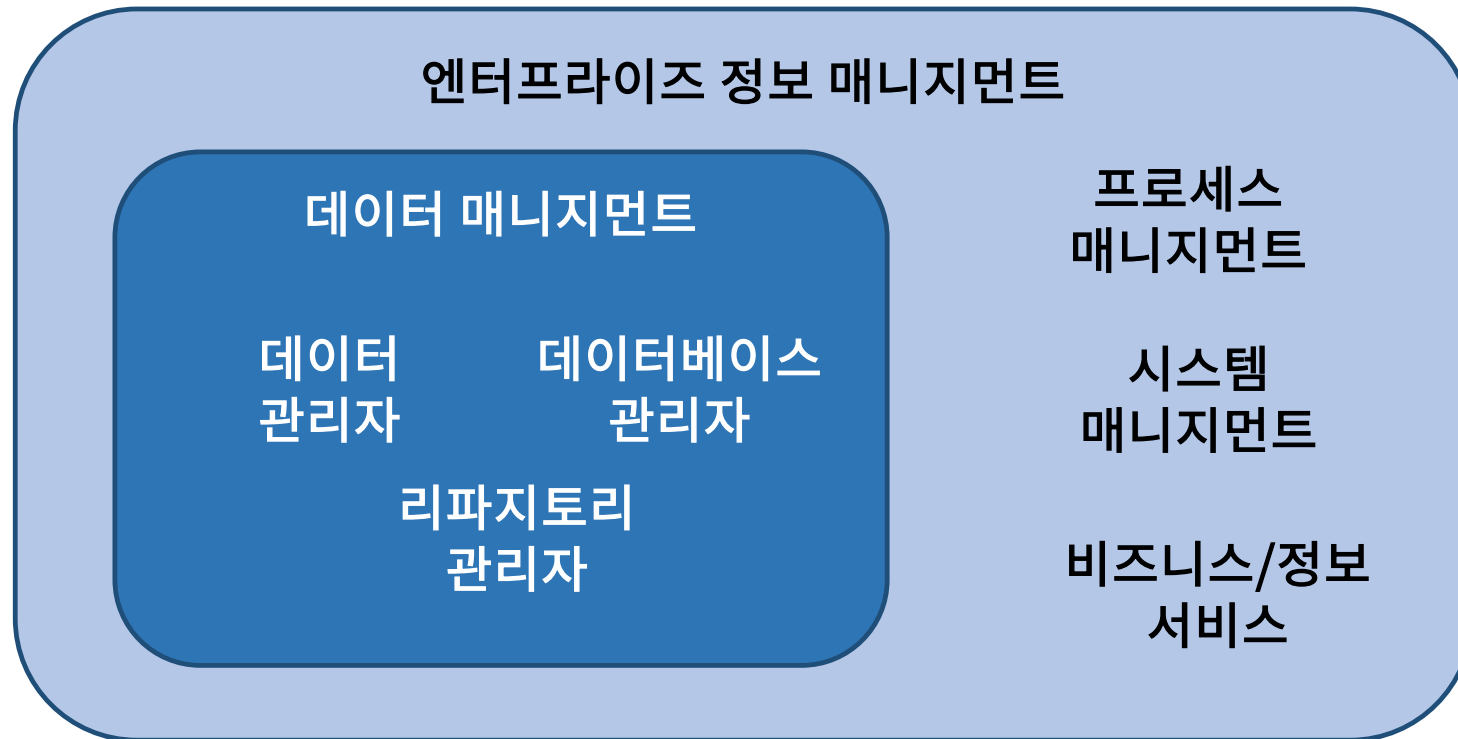 엔터프라이즈 정보 매니지먼트
데이터 매니지먼트
데이터
관리자
데이터베이스
관리자
리파지토리
관리자
프로세스
매니지먼트
시스템
매니지먼트
비즈니스/정보
서비스